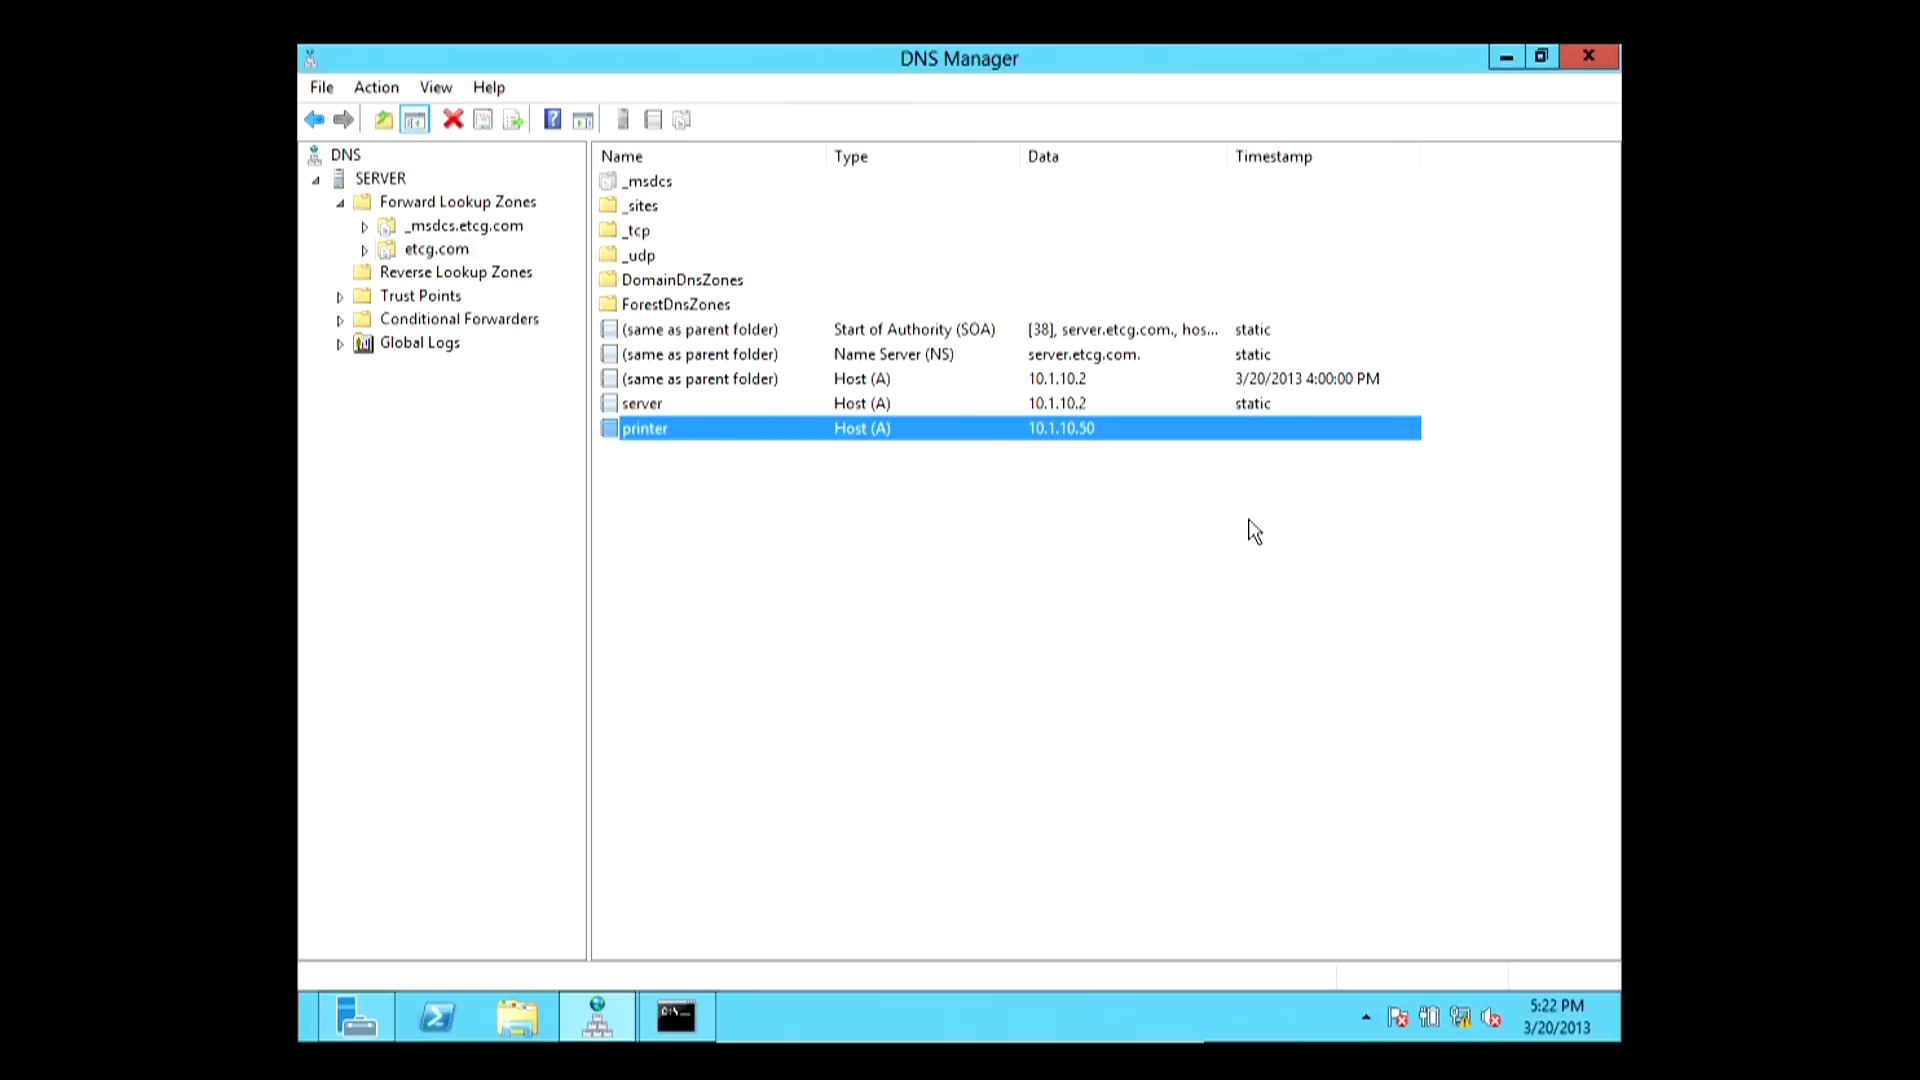 DNS Manager
File Action View Help
DNS
SERVER
Forward Lookup Zones
_msdcs.etcg.com
etcg.com
Reverse Lookup Zones
Trust Points
Conditional Forwarders
Global Logs
Name Type Data Timestamp
_msdcs
_sites
_tcp
_udp
DomainDnsZones
ForestDnsZones
(same as parent folder) Start of Authority (SOA) [38], server.etcg.com., hos... static
(same as parent folder) Name Server (NS) server.etcg.com. static
(same as parent folder) Host (A) 10.1.10.2 3/20/2013 4:00:00 PM
server Host (A) 10.1.10.2 static
printer Host (A) 10.1.10.50
5:22 PM
3/20/2013